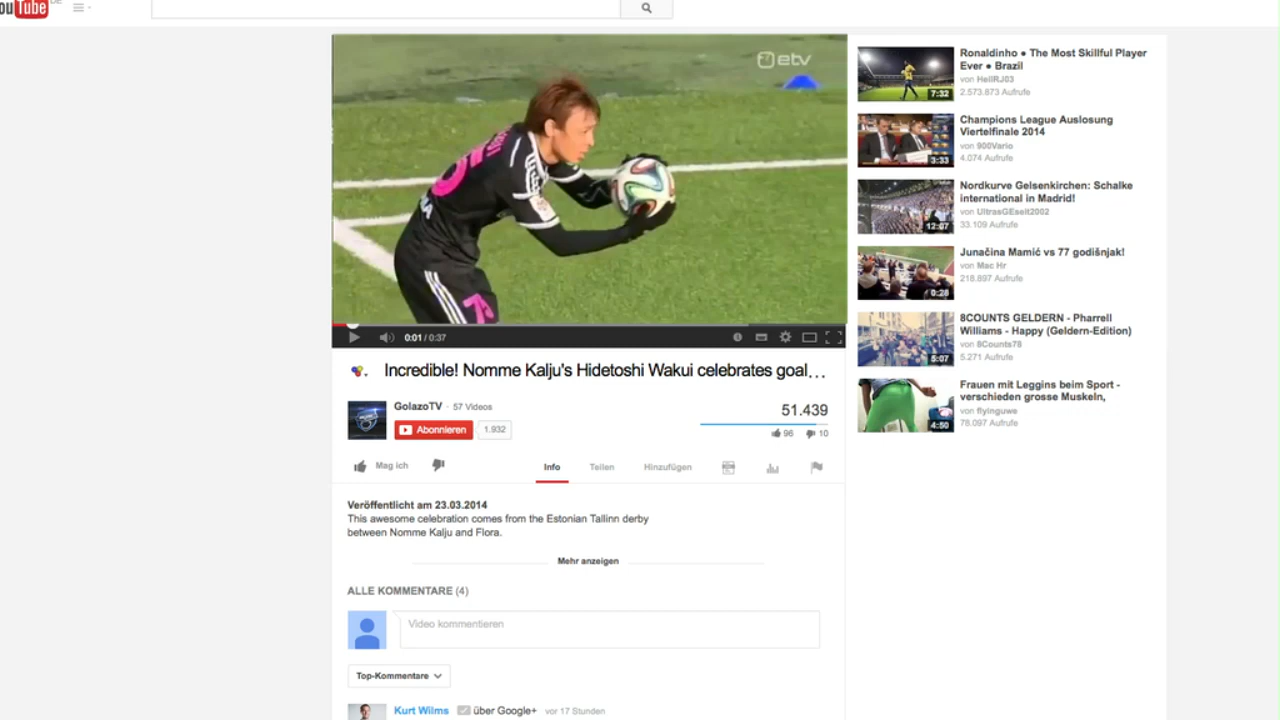 ouTube DE
etv
5
0:01 / 0:37
Incredible! Nomme Kalju's Hidetoshi Wakui celebrates goal...
GolazoTV · 57 Videos
Abonnieren
1.932
51.439
96
10
Mag ich
Info
Teilen
Hinzufügen
Veröffentlicht am 23.03.2014
This awesome celebration comes from the Estonian Tallinn derby
between Nomme Kalju and Flora.
Mehr anzeigen
ALLE KOMMENTARE (4)
Video kommentieren
Top-Kommentare
Kurt Wilms
über Google+
vor 17 Stunden
7:32
Ronaldinho ● The Most Skillful Player
Ever ● Brazil
von HeilRJ03
2.573.873 Aufrufe
3:33
Champions League Auslosung
Viertelfinale 2014
von 900Vario
4.074 Aufrufe
12:07
Nordkurve Gelsenkirchen: Schalke
international in Madrid!
von UltrasGEseit2002
33.109 Aufrufe
0:28
Junačina Mamić vs 77 godišnjak!
von Mac Hr
218.697 Aufrufe
5:07
8COUNTS GELDERN - Pharrell
Williams - Happy (Geldern-Edition)
von 8Counts78
5.271 Aufrufe
4:50
Frauen mit Leggins beim Sport -
verschieden grosse Muskeln,
von flyinguwe
78.097 Aufrufe